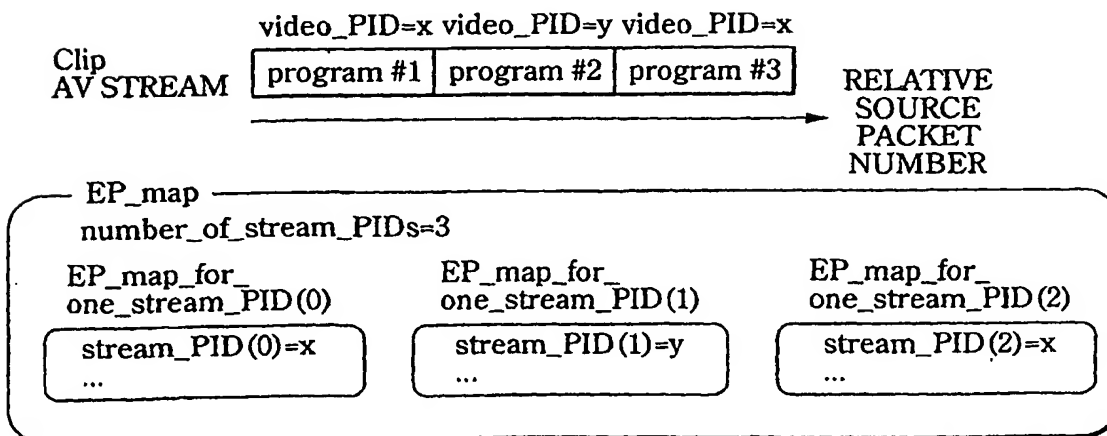 video_PID=x video_PID=y video_PID=x
Clip
AV STREAM
program #1 program #2 program #3
RELATIVE
SOURCE
PACKET
NUMBER
EP_map
number_of_stream_PIDs=3
EP_map_for_
one_stream_PID(0)
stream_PID(0)=x
...
EP_map_for_
one_stream_PID(1)
stream_PID(1)=y
...
EP_map_for_
one_stream_PID(2)
stream_PID(2)=x
...